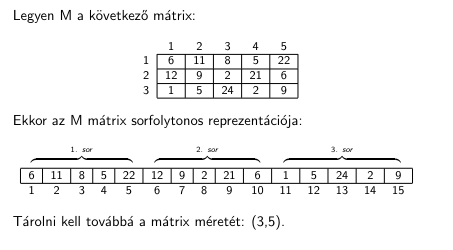 Legyen M a következő mátrix:
1 2 3 4 5
1 6 11 8 5 22
2 12 9 2 21 6
3 1 5 24 2 9
Ekkor az M mátrix sorfolytonos reprezentációja:
1. sor 2. sor 3. sor
6 11 8 5 22 12 9 2 21 6 1 5 24 2 9
1 2 3 4 5 6 7 8 9 10 11 12 13 14 15
Tárolni kell továbbá a mátrix méretét: (3,5).